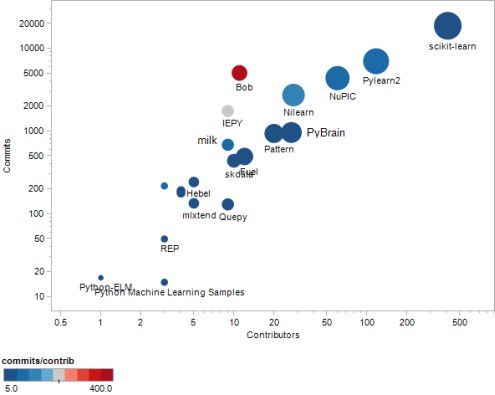 20000
10000
5000
2000
1000
500
200
100
50
20
10
Commits
scikit-learn
Pylearn2
Bob
NuPIC
Nilearn
IEPY
PyBrain
milk
Pattern
Fuel
skdata
Hebel
mlxtend Quepy
REP
Python-ELM
Python Machine Learning Samples
0.5 1 2 5 10 20 50 100 200 500
Contributors
commits/contrib
5.0 400.0